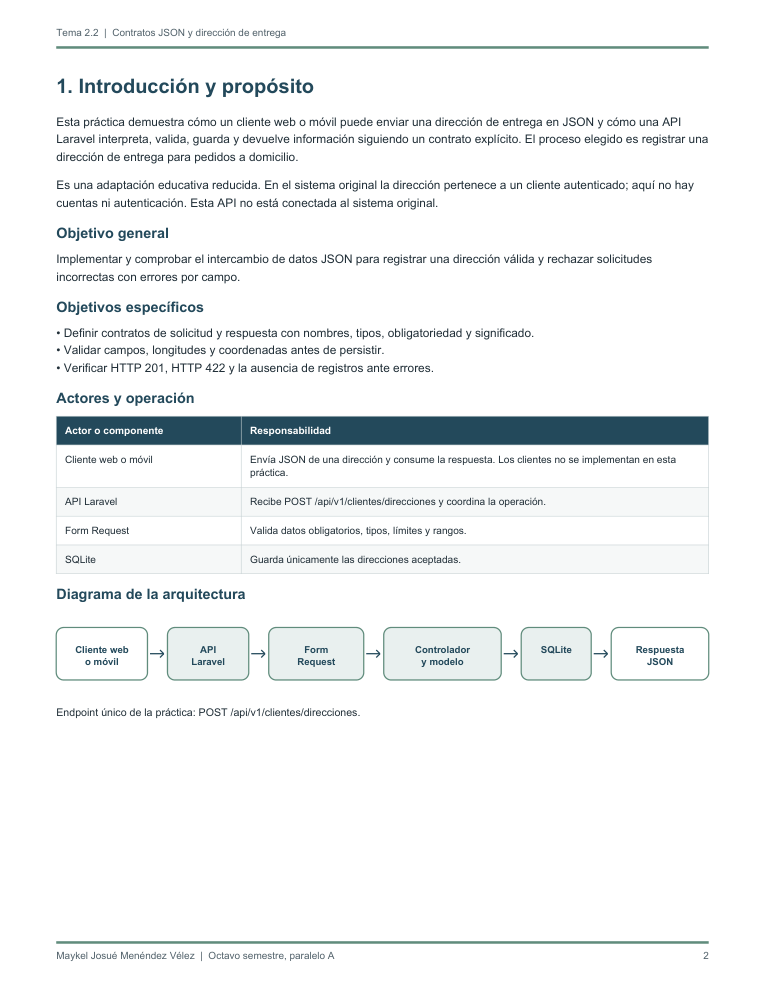 Tema 2.2 | Contratos JSON y dirección de entrega
1. Introducción y propósito
Esta práctica demuestra cómo un cliente web o móvil puede enviar una dirección de entrega en JSON y cómo una API
Laravel interpreta, valida, guarda y devuelve información siguiendo un contrato explícito. El proceso elegido es registrar una
dirección de entrega para pedidos a domicilio.
Es una adaptación educativa reducida. En el sistema original la dirección pertenece a un cliente autenticado; aquí no hay
cuentas ni autenticación. Esta API no está conectada al sistema original.
Objetivo general
Implementar y comprobar el intercambio de datos JSON para registrar una dirección válida y rechazar solicitudes
incorrectas con errores por campo.
Objetivos específicos
• Definir contratos de solicitud y respuesta con nombres, tipos, obligatoriedad y significado.
• Validar campos, longitudes y coordenadas antes de persistir.
• Verificar HTTP 201, HTTP 422 y la ausencia de registros ante errores.
Actores y operación
Actor o componente Responsabilidad
Cliente web o móvil Envía JSON de una dirección y consume la respuesta. Los clientes no se implementan en esta
práctica.
API Laravel Recibe POST /api/v1/clientes/direcciones y coordina la operación.
Form Request Valida datos obligatorios, tipos, límites y rangos.
SQLite Guarda únicamente las direcciones aceptadas.
Diagrama de la arquitectura
Cliente web
o móvil
API
Laravel
Form
Request
Controlador
y modelo
SQLite
Respuesta
JSON
Endpoint único de la práctica: POST /api/v1/clientes/direcciones.
Maykel Josué Menéndez Vélez | Octavo semestre, paralelo A
2